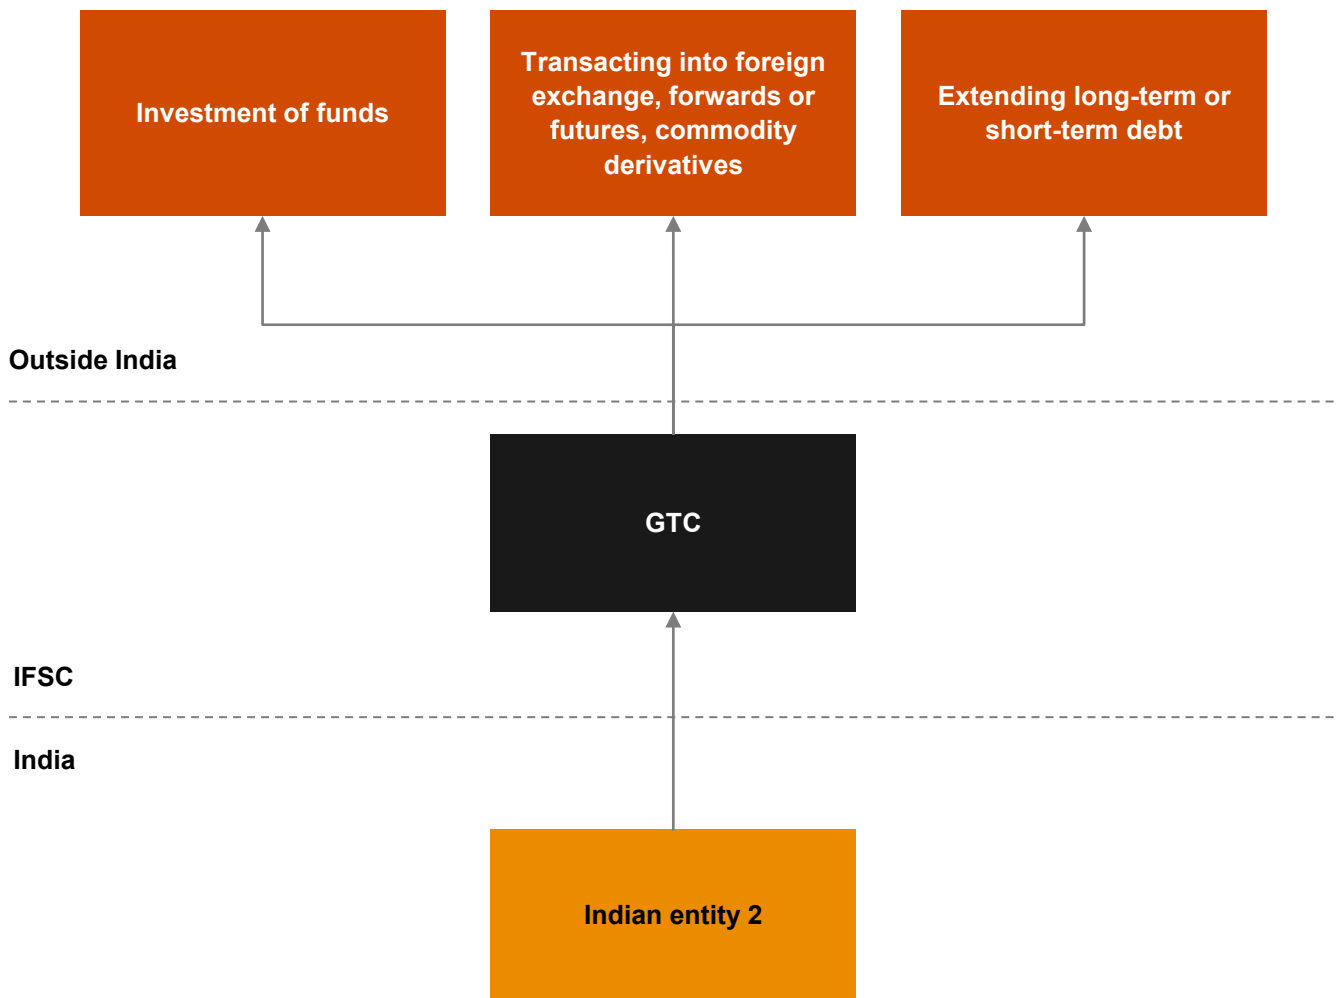 Investment of funds
Transacting into foreign
exchange, forwards or
futures, commodity
derivatives
Extending long-term or
short-term debt
Outside India
GTC
IFSC
India
Indian entity 2